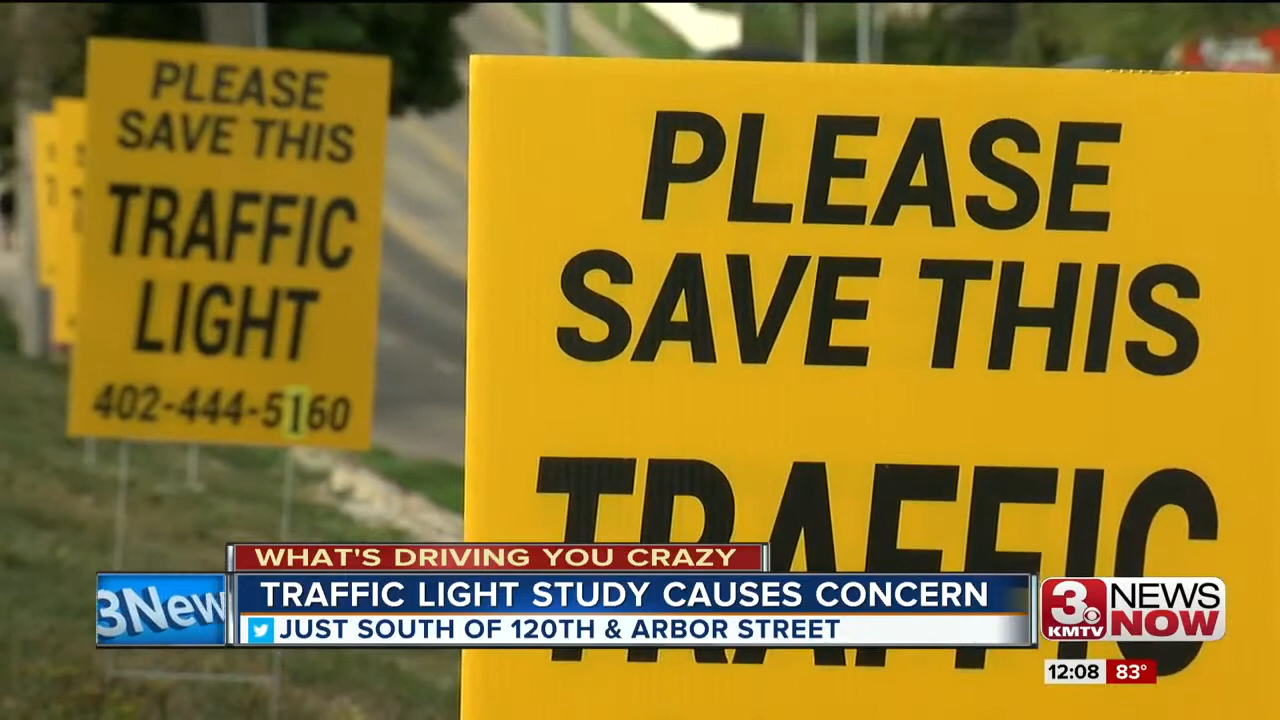 PLEASE
SAVE THIS
TRAFFIC
LIGHT
402-444-5160
PLEASE
SAVE THIS
TRAFFIC
WHAT'S DRIVING YOU CRAZY
3New
TRAFFIC LIGHT STUDY CAUSES CONCERN
JUST SOUTH OF 120TH & ARBOR STREET
3 KMTV
NEWS
NOW
12:08 83°